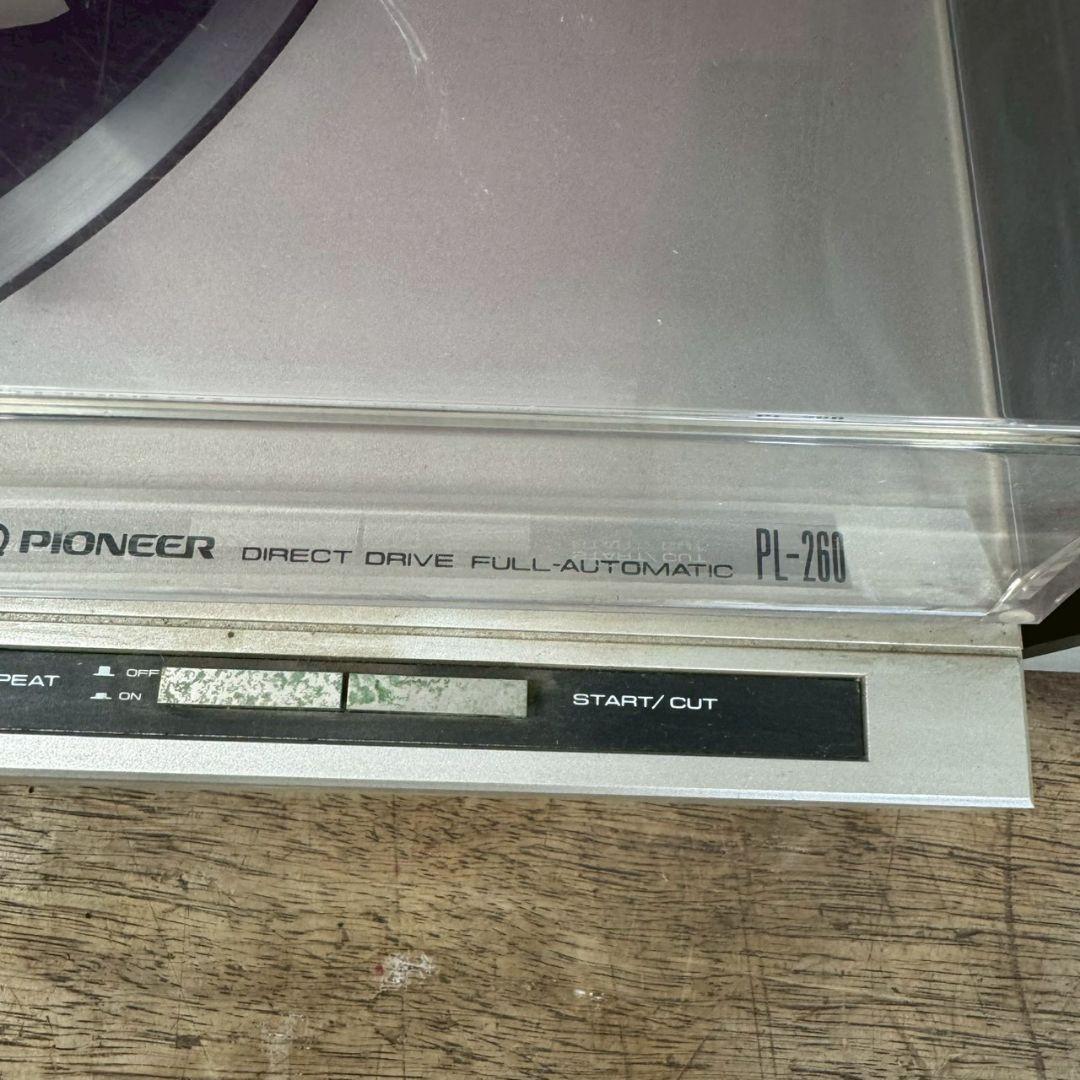 PIONEER DIRECT DRIVE FULL-AUTOMATIC PL-260
PEAT OFF
ON
START/CUT